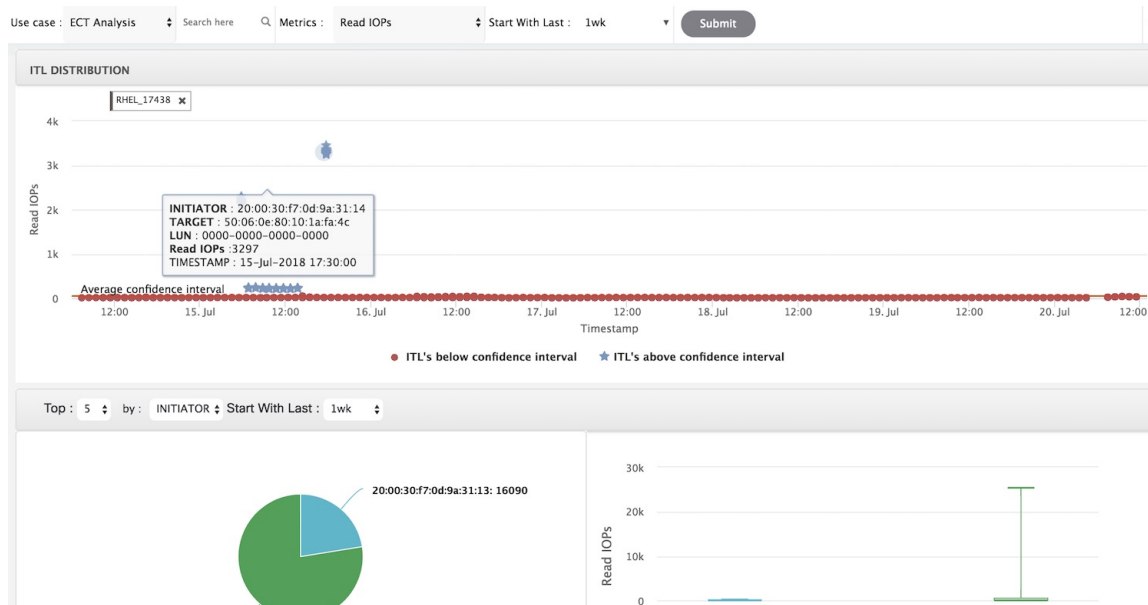 Use case : ECT Analysis Search here Metrics : Read IOPs Start With Last : 1wk Submit
ITL DISTRIBUTION
RHEL_17438
4k
3k
2k
1k
0
Read IOPs
INITIATOR : 20:00:30:f7:0d:9a:31:14
TARGET : 50:06:0e:80:10:1a:fa:4c
LUN : 0000-0000-0000-0000
Read IOPs :3297
TIMESTAMP : 15-Jul-2018 17:30:00
Average confidence interval
12:00 15. Jul 12:00 16. Jul 12:00 17. Jul 12:00 18. Jul 12:00 19. Jul 12:00 20. Jul 12:00
Timestamp
ITL's below confidence interval ITL's above confidence interval
Top : 5 by : INITIATOR Start With Last : 1wk
20:00:30:f7:0d:9a:31:13: 16090
30k
20k
10k
0
Read IOPs